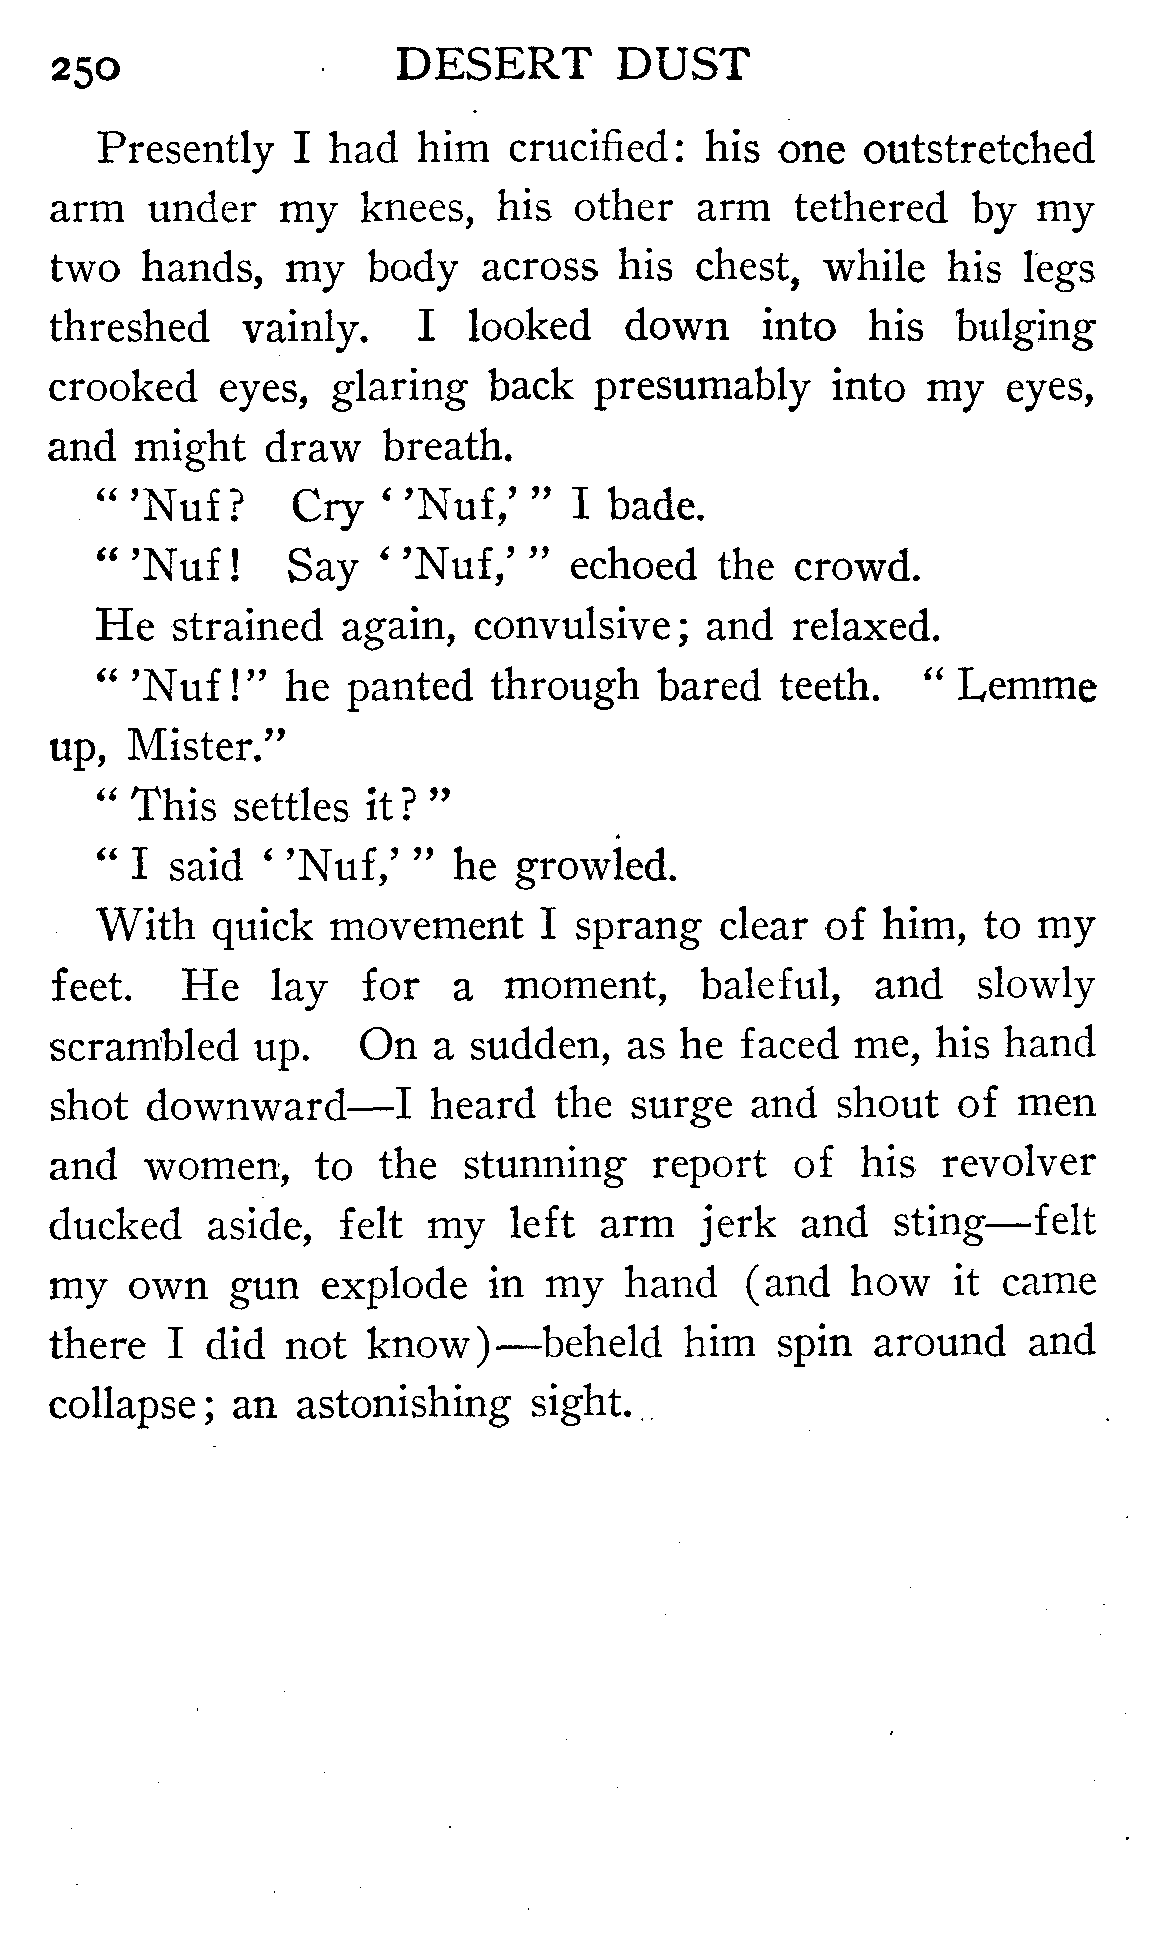 250 DESERT DUST
Presently I had him crucified: his one outstretched
arm under my knees, his other arm tethered by my
two hands, my body across his chest, while his legs
threshed vainly. I looked down into his bulging
crooked eyes, glaring back presumably into my eyes,
and might draw breath.
“ ’Nuf? Cry ‘ ’Nuf,’ ” I bade.
“ ’Nuf! Say ‘ ’Nuf,’ ” echoed the crowd.
He strained again, convulsive; and relaxed.
“ ’Nuf!” he panted through bared teeth. “ Lemme
up, Mister.”
“ This settles it? ”
“ I said ‘ ’Nuf,’ ” he growled.
With quick movement I sprang clear of him, to my
feet. He lay for a moment, baleful, and slowly
scrambled up. On a sudden, as he faced me, his hand
shot downward—I heard the surge and shout of men
and women, to the stunning report of his revolver
ducked aside, felt my left arm jerk and sting—felt
my own gun explode in my hand (and how it came
there I did not know)—beheld him spin around and
collapse; an astonishing sight.